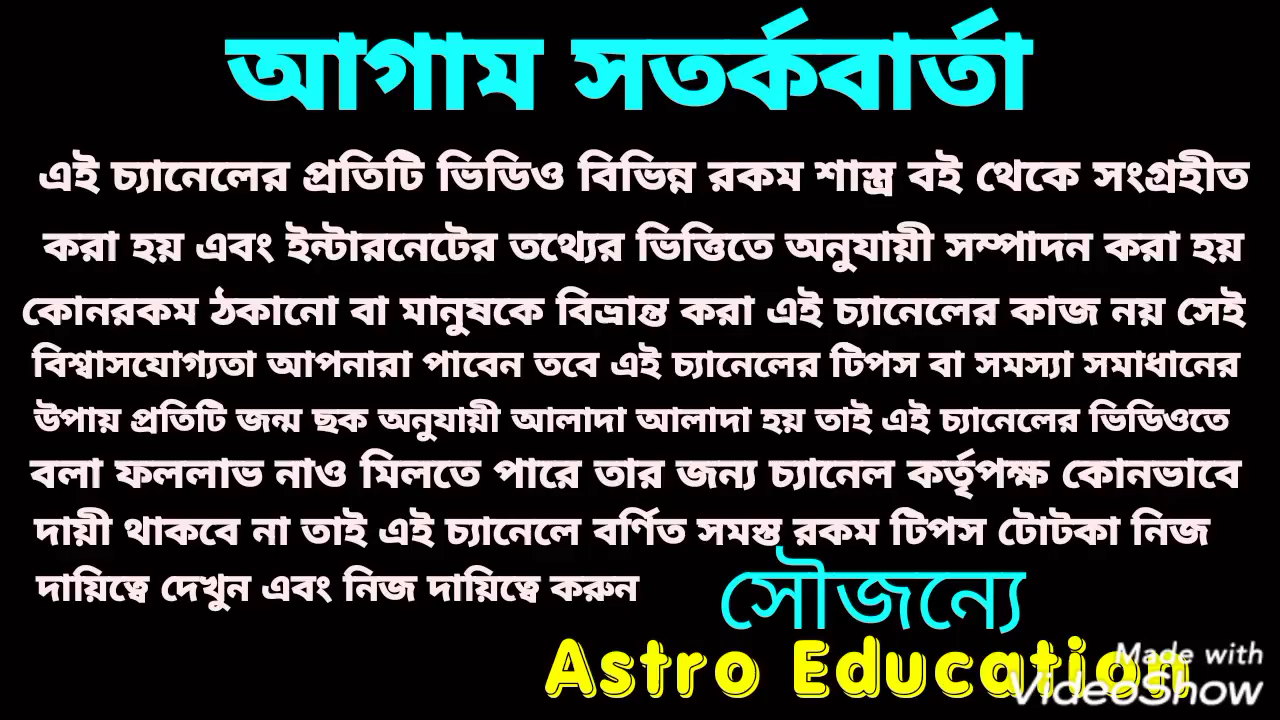 আগাম সতর্কবার্তা
এই চ্যানেলের প্রতিটি ভিডিও বিভিন্ন রকম শাস্ত্র বই থেকে সংগ্রহীত
করা হয় এবং ইন্টারনেটের তথ্যের ভিত্তিতে অনুযায়ী সম্পাদন করা হয়
কোনরকম ঠকানো বা মানুষকে বিভ্রান্ত করা এই চ্যানেলের কাজ নয় সেই
বিশ্বাসযোগ্যতা আপনারা পাবেন তবে এই চ্যানেলের টিপস বা সমস্যা সমাধানের
উপায় প্রতিটি জন্ম ছক অনুযায়ী আলাদা আলাদা হয় তাই এই চ্যানেলের ভিডিওতে
বলা ফললাভ নাও মিলতে পারে তার জন্য চ্যানেল কর্তৃপক্ষ কোনভাবে
দায়ী থাকবে না তাই এই চ্যানেলে বর্ণিত সমস্ত রকম টিপস টোটকা নিজ
দায়িত্বে দেখুন এবং নিজ দায়িত্বে করুন
সৌজন্যে
Astro Education
Made with
VideoShow